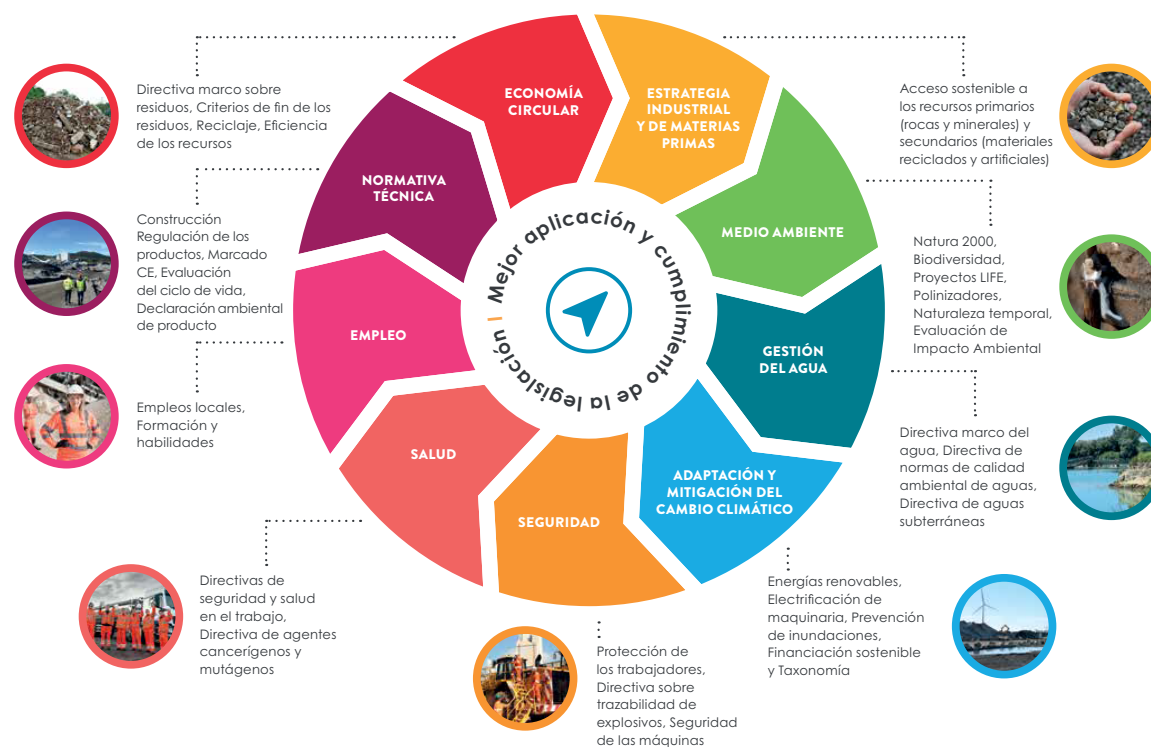 ECONOMÍA
CIRCULAR
Directiva marco sobre
residuos, Criterios de fin de los
residuos, Reciclaje, Eficiencia
de los recursos
ESTRATEGIA
INDUSTRIAL
Y DE MATERIAS
PRIMAS
Acceso sostenible a
los recursos primarios
(rocas y minerales) y
secundarios (materiales
reciclados y artificiales)
MEDIO AMBIENTE
Natura 2000,
Biodiversidad,
Proyectos LIFE,
Polinizadores,
Naturaleza temporal,
Evaluación de
Impacto Ambiental
GESTIÓN
DEL AGUA
Directiva marco del
agua, Directiva de
normas de calidad
ambiental de aguas,
Directiva de aguas
subterráneas
ADAPTACIÓN Y
MITIGACIÓN DEL
CAMBIO CLIMÁTICO
Energías renovables,
Electrificación de
maquinaria, Prevención
de inundaciones,
Financiación sostenible
y Taxonomía
SEGURIDAD
Protección de
los trabajadores,
Directiva sobre
trazabilidad de
explosivos, Seguridad
de las máquinas
SALUD
Directivas de
seguridad y salud
en el trabajo,
Directiva de agentes
cancerígenos y
mutágenos
EMPLEO
Empleos locales,
Formación y
habilidades
NORMATIVA
TÉCNICA
Construcción
Regulación de los
productos, Marcado
CE, Evaluación
del ciclo de vida,
Declaración ambiental
de producto
| Mejor aplicación y cumplimiento de la legislación